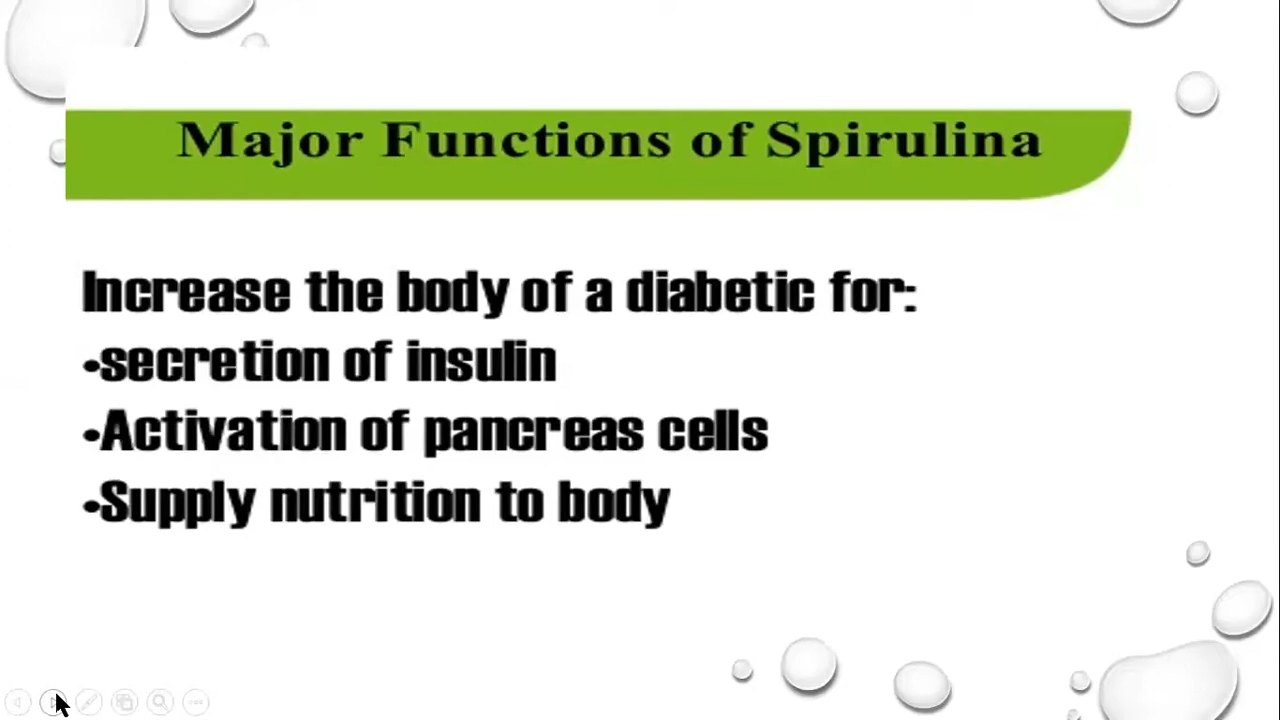 Major Functions of Spirulina
Increase the body of a diabetic for:
•secretion of insulin
•Activation of pancreas cells
•Supply nutrition to body